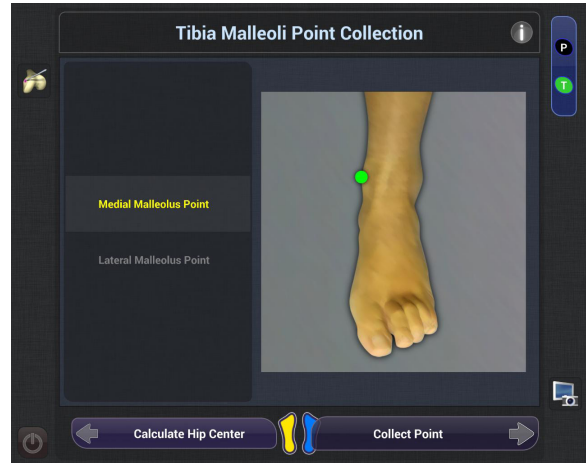 Tibia Malleoli Point Collection
i
P
T
Medial Malleolus Point
Lateral Malleolus Point
Calculate Hip Center
Collect Point